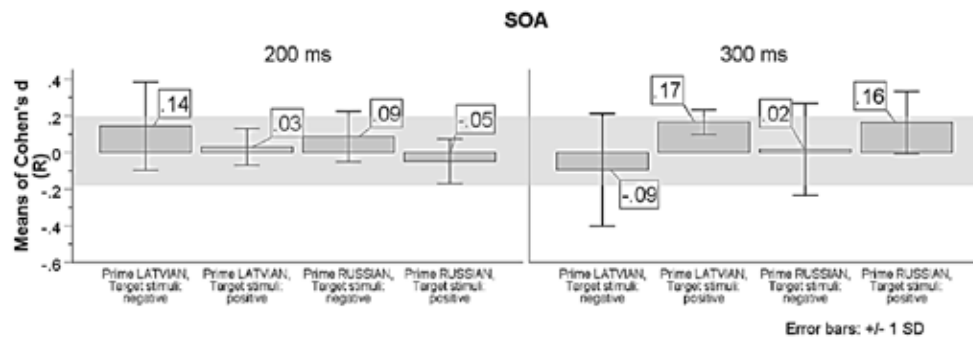 SOA
200 ms
300 ms
Means of Cohen's d
(R)
.4
.2
.0
-.2
-.4
-.6
.14
.03
.09
-.05
-.09
.17
.02
.16
Prime LATVIAN,
Target stimuli:
negative
Prime LATVIAN,
Target stimuli:
positive
Prime RUSSIAN,
Target stimuli:
negative
Prime RUSSIAN,
Target stimuli:
positive
Prime LATVIAN,
Target stimuli:
negative
Prime LATVIAN,
Target stimuli:
positive
Prime RUSSIAN,
Target stimuli:
negative
Prime RUSSIAN,
Target stimuli:
positive
Error bars: +/- 1 SD